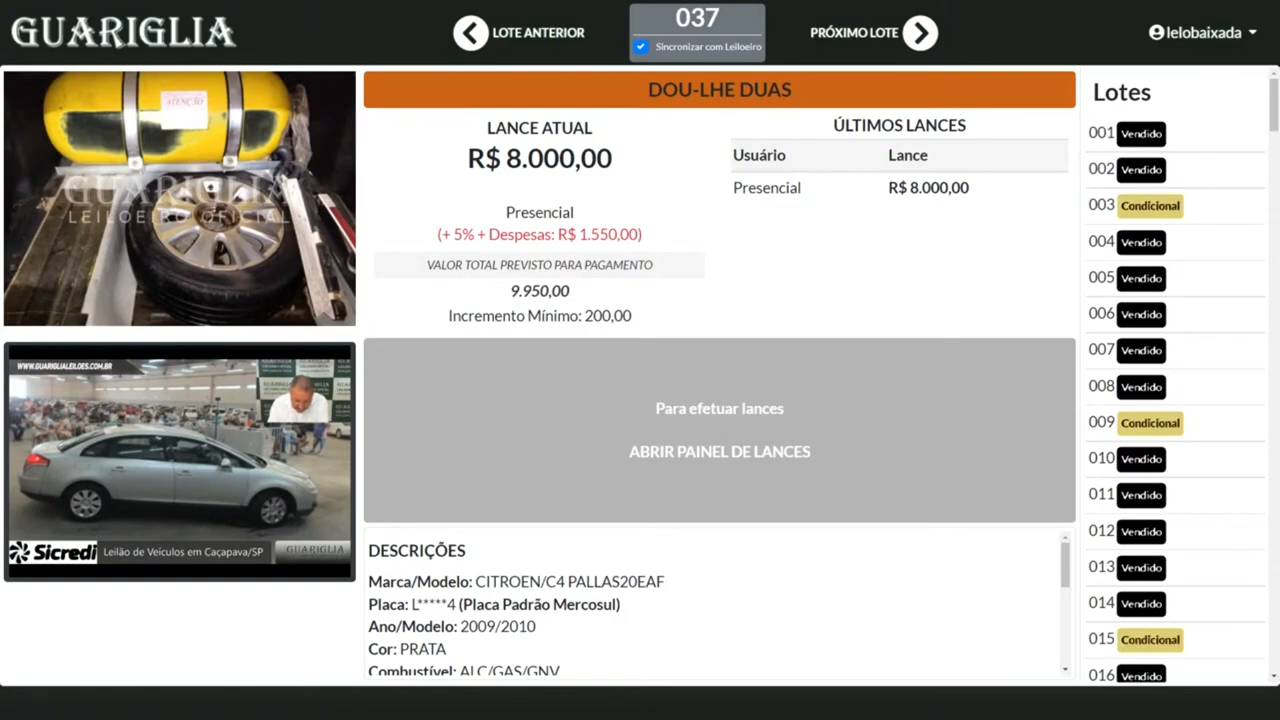 GUARIGLIA
LOTE ANTERIOR
037
Sincronizar com Leiloeiro
PRÓXIMO LOTE
lelobaixada
ATENÇÃO
GUARIGLIA
LEILOEIRO OFICIAL
DOU-LHE DUAS
LANCE ATUAL
R$ 8.000,00
Presencial
(+ 5% + Despesas: R$ 1.550,00)
VALOR TOTAL PREVISTO PARA PAGAMENTO
9.950,00
Incremento Mínimo: 200,00
ÚLTIMOS LANCES
Usuário Lance
Presencial R$ 8.000,00
WWW.GUARIGLIALEILOES.COM.BR
Sicredi
Leilão de Veículos em Caçapava/SP
GUARIGLIA
Para efetuar lances
ABRIR PAINEL DE LANCES
DESCRIÇÕES
Marca/Modelo: CITROEN/C4 PALLAS20EAF
Placa: L*****4 (Placa Padrão Mercosul)
Ano/Modelo: 2009/2010
Cor: PRATA
Combustível: ALC/GAS/GNV
Lotes
001 Vendido
002 Vendido
003 Condicional
004 Vendido
005 Vendido
006 Vendido
007 Vendido
008 Vendido
009 Condicional
010 Vendido
011 Vendido
012 Vendido
013 Vendido
014 Vendido
015 Condicional
016 Vendido